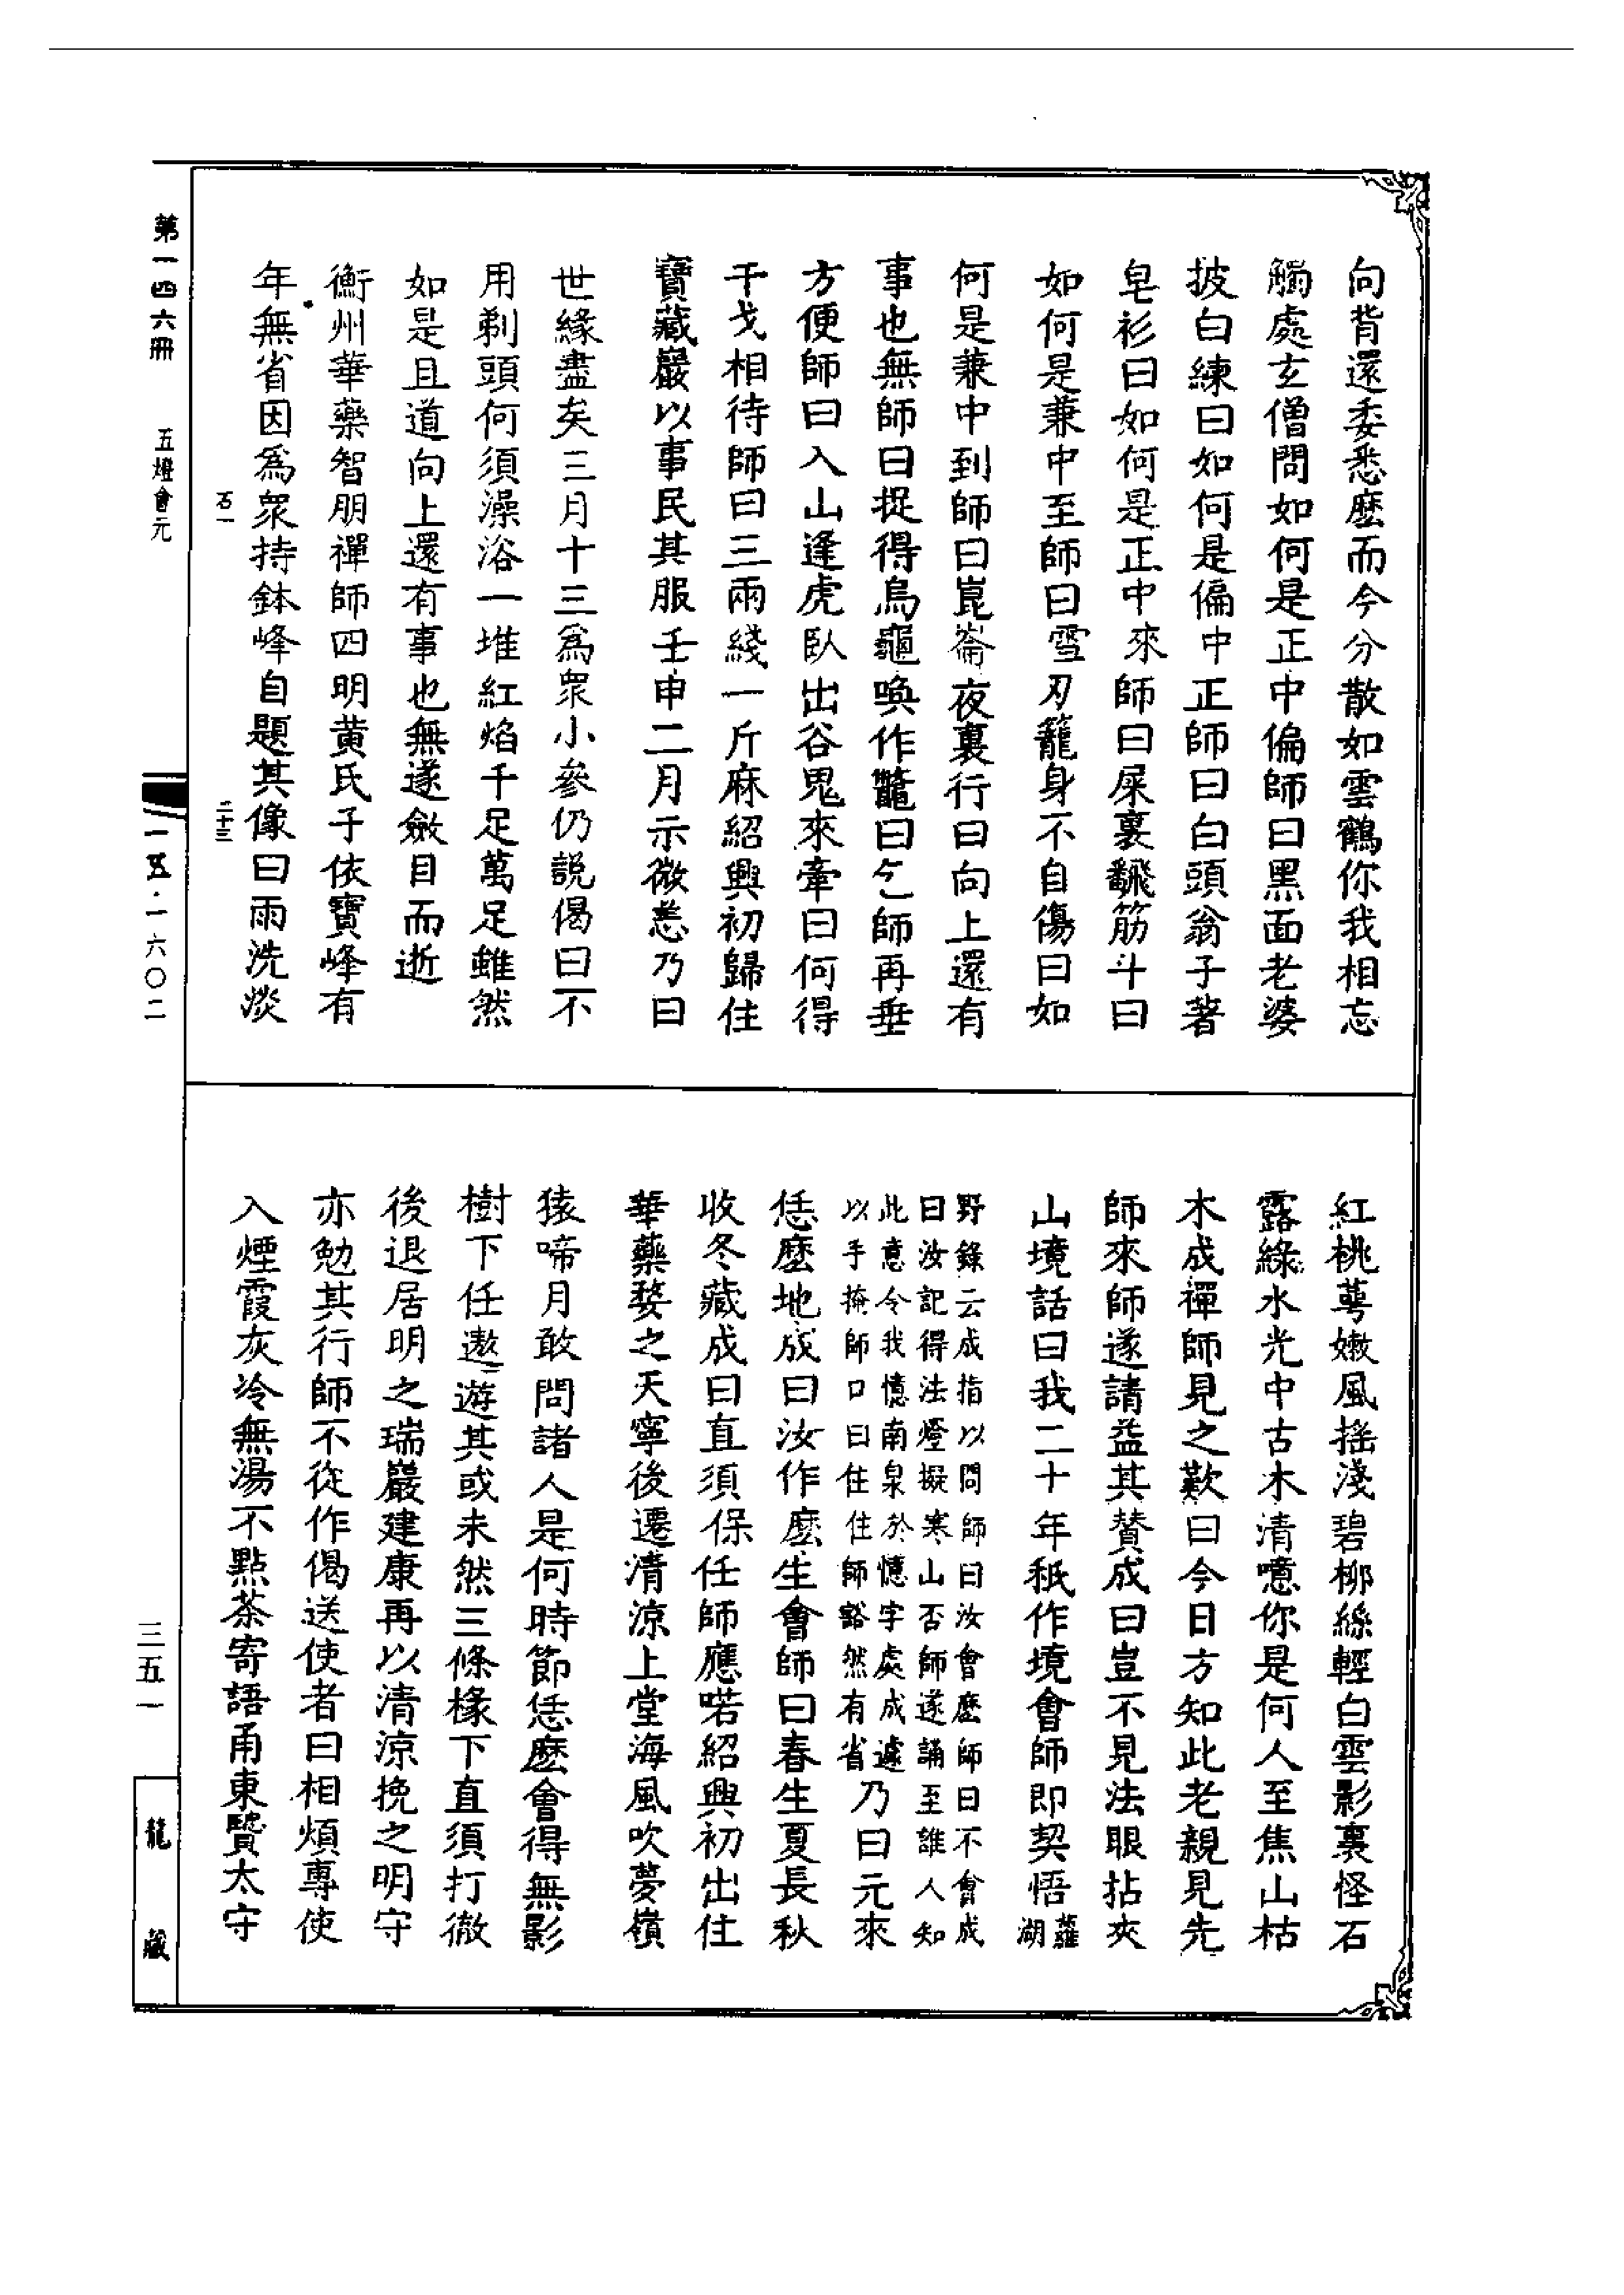 向背還委悉麽而今分散如雲鶴你我相忘
觸處玄僧問如何是正中偏師曰黑面老婆
披白練曰如何是偏中正師曰白頭翁子著
皂衫曰如何是正中來師曰屎裏翻筋斗曰
如何是兼中至師曰雪刃籠身不自傷曰如
何是兼中到師曰崑崙夜裏行曰向上還有
事也無師曰捉得烏龜喚作鼈曰乞師再垂
方便師曰入山逢虎臥出谷鬼來牽曰何得
干戈相待師曰三兩綫一斤麻紹興初歸住
寶藏巖以事民其服壬申二月示微恙乃曰
世緣盡矣三月十三爲衆小參仍說偈曰不
用剃頭何須澡浴一堆紅焰千足萬足雖然
如是且道向上還有事也無遂斂目而逝
衡州華藥智朋禪師四明黄氏子依寶峰有
年無省因爲衆持鉢峰自題其像曰雨洗淡
紅桃萼嫩風搖淺碧柳絲輕白雲影裏怪石
露綠水光中古木清噫你是何人至焦山枯
木成禪師見之歎曰今日方知此老親見先
師來師遂請益其贊成曰豈不見法眼拈夾
山境話曰我二十年祇作境會師即契悟蘿湖
野錄云成指以問師曰汝會麽師曰不會成
曰汝記得法燈擬寒山否師遂誦至誰人知
此意令我憶南泉於憶字處成遽
以手掩師口曰住住師豁然有省乃曰元來
恁麽地成曰汝作麽生會師曰春生夏長秋
收冬藏成曰直須保任師應喏紹興初出住
華藥婺之天寧後遷清涼上堂海風吹夢嶺
猿啼月敢問諸人是何時節恁麽會得無影
樹下任遨遊其或未然三條椽下直須打徹
後退居明之瑞巖建康再以清涼挽之明守
亦勉其行師不從作偈送使者曰相煩專使
入煙霞灰冷無湯不點茶寄語甬東賢太守
第一四六冊
五燈會元
石一
二十三
一一五·一六〇二
三五一
龍藏